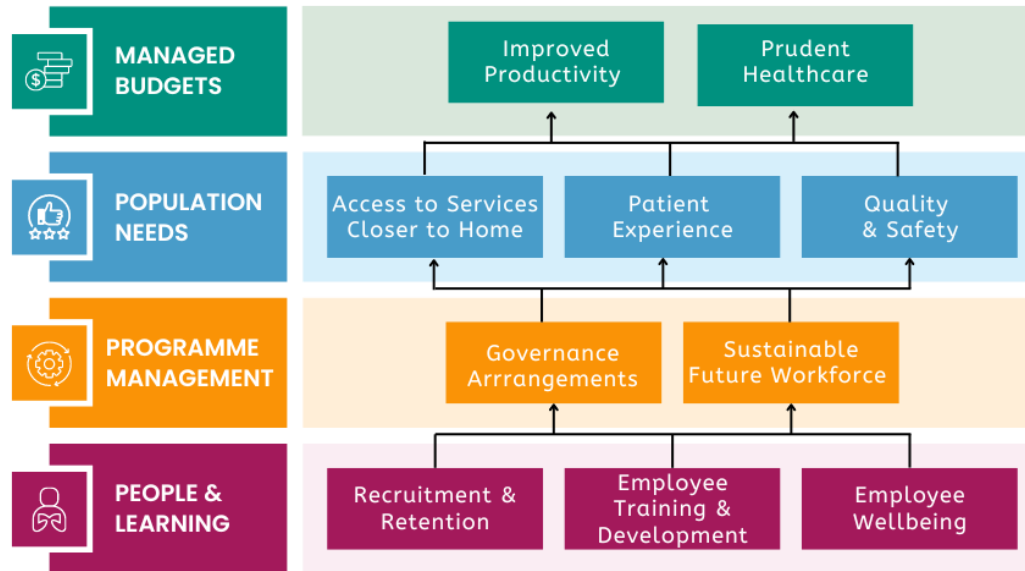 MANAGED
BUDGETS
Improved
Productivity
Prudent
Healthcare
POPULATION
NEEDS
Access to Services
Closer to Home
Patient
Experience
Quality
& Safety
PROGRAMME
MANAGEMENT
Governance
Arrrangements
Sustainable
Future Workforce
PEOPLE &
LEARNING
Recruitment &
Retention
Employee
Training &
Development
Employee
Wellbeing